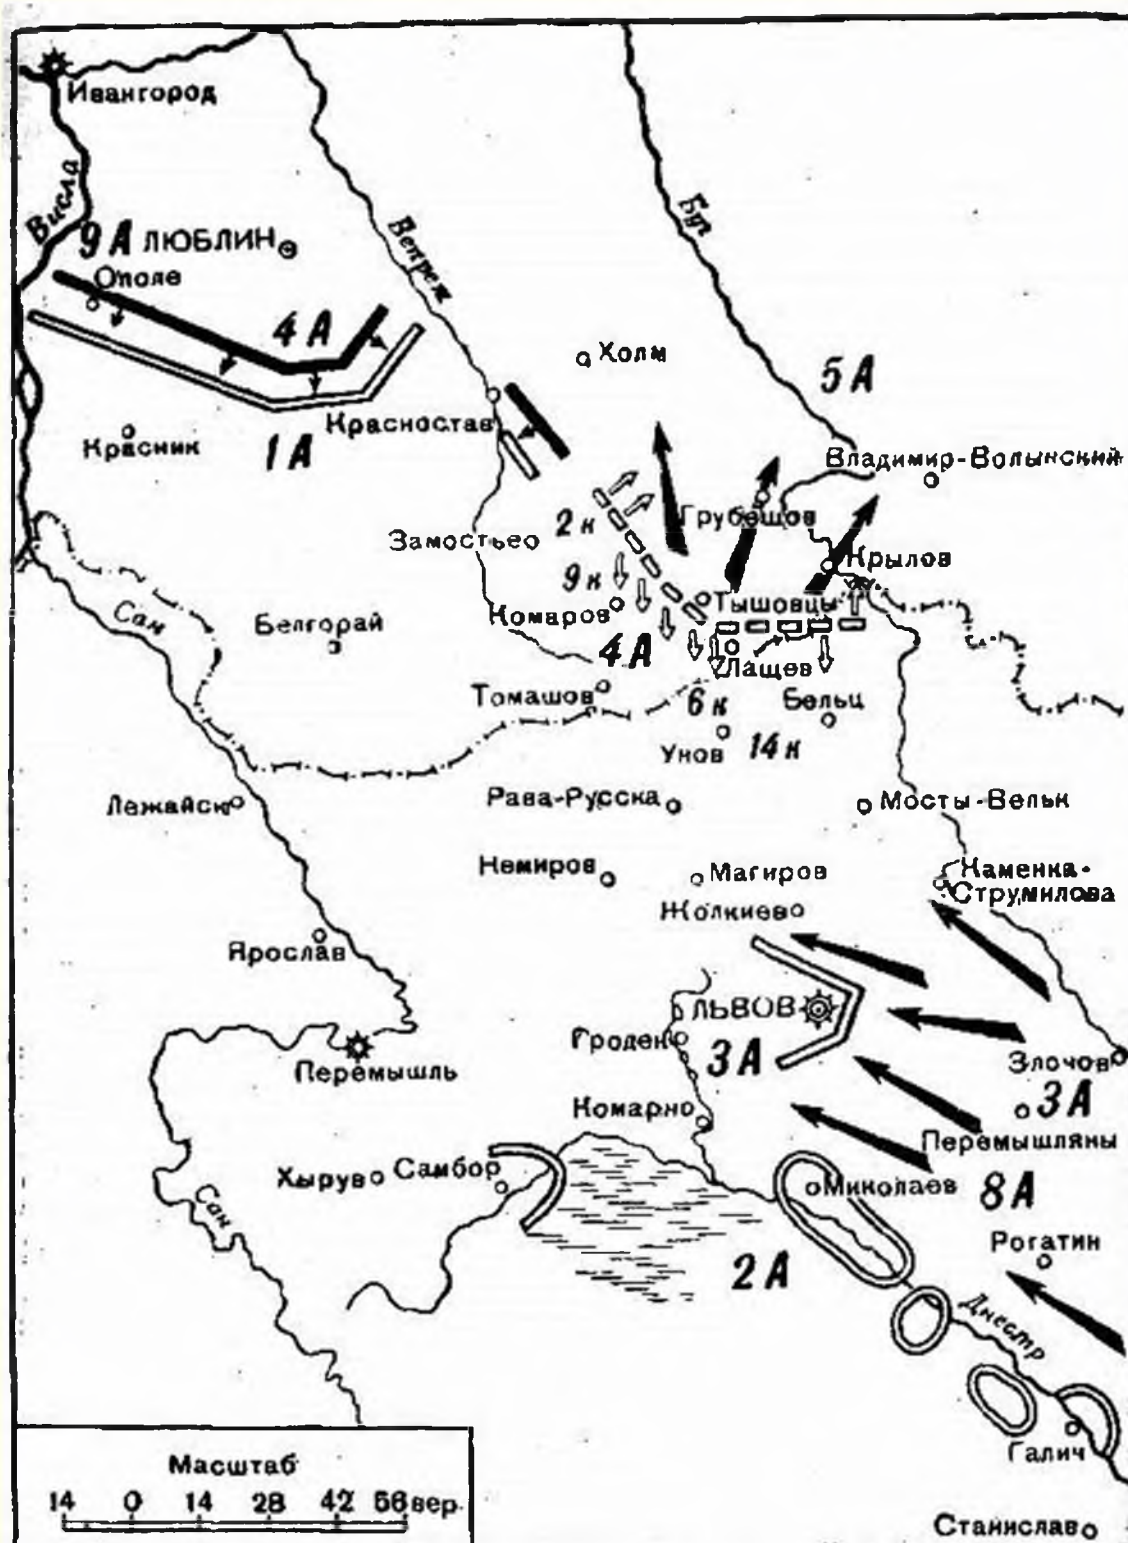 Ивангород
Висла
9 А ЛЮБЛИН
Ополе
4 А
Вепрж
Буг
Холм
5 А
Красностав
Красник
1 А
Владимир-Волынский
2 к
Грубешов
Замостьео
Крылов
9 к
Тышовцы
Комаров
Сан
Белгорай
4 А
Лащев
Томашов
6 к
Бельц
Унов
14 к
Лежайск
Рава-Русска
Мосты-Вельк
Немиров
Магиров
Каменка-
Струмилова
Жолкиево
Ярослав
ЛЬВОВ
Гродек
3 А
Злочов
Перемышль
3 А
Комарно
Перемышляны
Хырув
Самбор
Миколаев
8 А
Сан
Рогатин
2 А
Днестр
Галич
Масштаб
14 0 14 28 42 56 вер.
Станислав